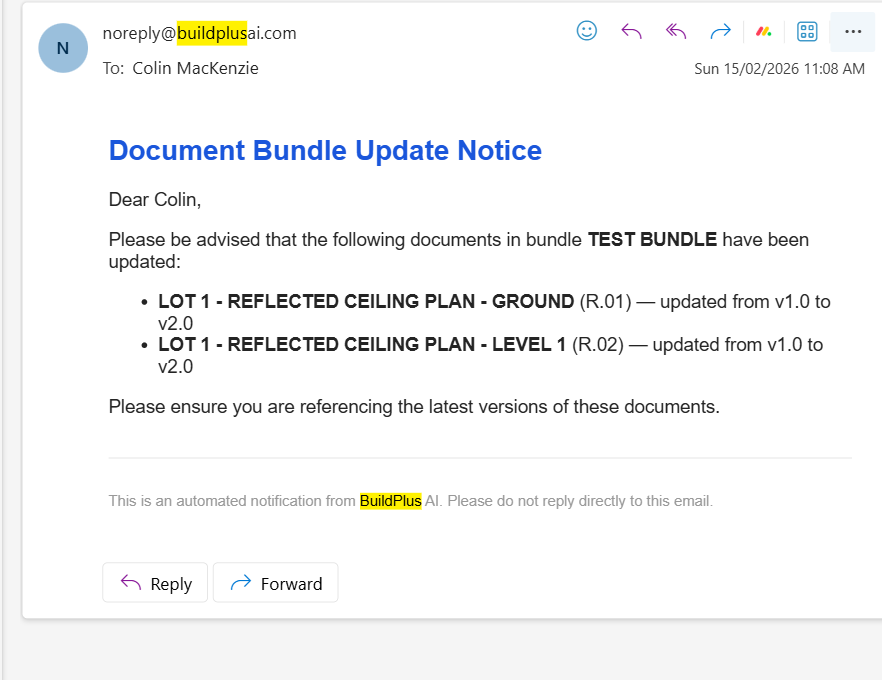 N
noreply@buildplusai.com
To: Colin MacKenzie
Sun 15/02/2026 11:08 AM
Document Bundle Update Notice
Dear Colin,
Please be advised that the following documents in bundle TEST BUNDLE have been
updated:
• LOT 1 - REFLECTED CEILING PLAN - GROUND (R.01) — updated from v1.0 to
v2.0
• LOT 1 - REFLECTED CEILING PLAN - LEVEL 1 (R.02) — updated from v1.0 to
v2.0
Please ensure you are referencing the latest versions of these documents.
This is an automated notification from BuildPlus AI. Please do not reply directly to this email.
Reply
Forward